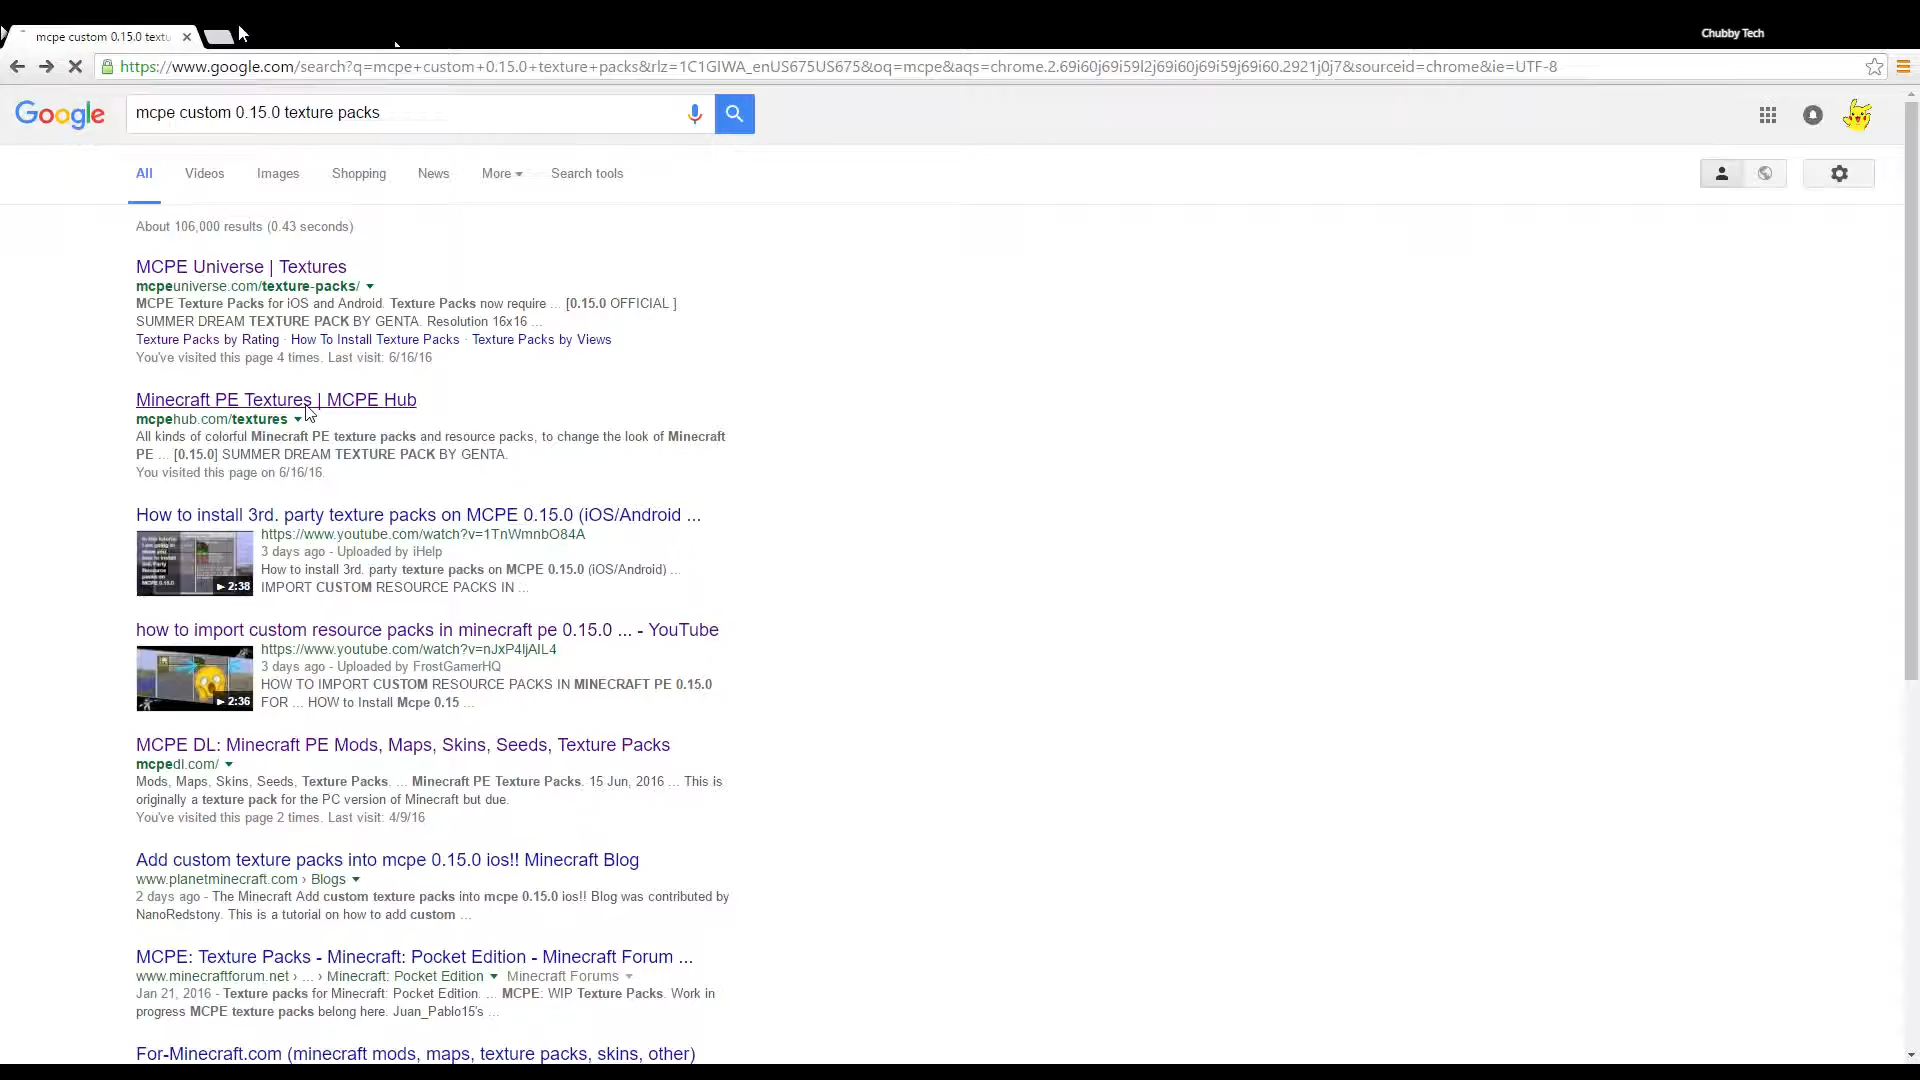 mcpe custom 0.15.0 textu
Chubby Tech
https://www.google.com/search?q=mcpe+custom+0.15.0+texture+packs&rlz=1C1GIWA_enUS675US675&oq=mcpe&aqs=chrome.2.69i60j69i59l2j69i60j69i59j69i60.2921j0j7&sourceid=chrome&ie=UTF-8
Google
mcpe custom 0.15.0 texture packs
All Videos Images Shopping News More Search tools
About 106,000 results (0.43 seconds)
MCPE Universe | Textures
mcpeuniverse.com/texture-packs/
MCPE Texture Packs for iOS and Android. Texture Packs now require ... [0.15.0 OFFICIAL ]
SUMMER DREAM TEXTURE PACK BY GENTA. Resolution 16x16 ...
Texture Packs by Rating · How To Install Texture Packs · Texture Packs by Views
You've visited this page 4 times. Last visit: 6/16/16
Minecraft PE Textures | MCPE Hub
mcpehub.com/textures
All kinds of colorful Minecraft PE texture packs and resource packs, to change the look of Minecraft
PE ... [0.15.0] SUMMER DREAM TEXTURE PACK BY GENTA.
You visited this page on 6/16/16.
How to install 3rd. party texture packs on MCPE 0.15.0 (iOS/Android ...
https://www.youtube.com/watch?v=1TnWmnbO84A
3 days ago - Uploaded by iHelp
How to install 3rd. party texture packs on MCPE 0.15.0 (iOS/Android) ...
IMPORT CUSTOM RESOURCE PACKS IN ...
2:38
how to import custom resource packs in minecraft pe 0.15.0 ... - YouTube
https://www.youtube.com/watch?v=nJxP4ljAIL4
3 days ago - Uploaded by FrostGamerHQ
HOW TO IMPORT CUSTOM RESOURCE PACKS IN MINECRAFT PE 0.15.0
FOR ... HOW to Install Mcpe 0.15 ...
2:36
MCPE DL: Minecraft PE Mods, Maps, Skins, Seeds, Texture Packs
mcpedl.com/
Mods, Maps, Skins, Seeds, Texture Packs. ... Minecraft PE Texture Packs. 15 Jun, 2016 ... This is
originally a texture pack for the PC version of Minecraft but due.
You've visited this page 2 times. Last visit: 4/9/16
Add custom texture packs into mcpe 0.15.0 ios!! Minecraft Blog
www.planetminecraft.com › Blogs
2 days ago - The Minecraft Add custom texture packs into mcpe 0.15.0 ios!! Blog was contributed by
NanoRedstony. This is a tutorial on how to add custom ...
MCPE: Texture Packs - Minecraft: Pocket Edition - Minecraft Forum ...
www.minecraftforum.net › ... › Minecraft: Pocket Edition Minecraft Forums
Jan 21, 2016 - Texture packs for Minecraft: Pocket Edition. ... MCPE: WIP Texture Packs. Work in
progress MCPE texture packs belong here. Juan_Pablo15's ...
For-Minecraft.com (minecraft mods, maps, texture packs, skins, other)